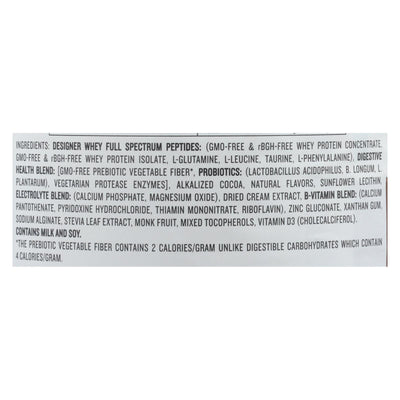 INGREDIENTS: DESIGNER WHEY FULL SPECTRUM PEPTIDES: (GMO-FREE & rBGH-FREE WHEY PROTEIN CONCENTRATE,
GMO-FREE & rBGH-FREE WHEY PROTEIN ISOLATE, L-GLUTAMINE, L-LEUCINE, TAURINE, L-PHENYLALANINE), DIGESTIVE
HEALTH BLEND: [GMO-FREE PREBIOTIC VEGETABLE FIBER*, PROBIOTICS: (LACTOBACILLUS ACIDOPHILUS, B. LONGUM, L.
PLANTARUM), VEGETARIAN PROTEASE ENZYMES], ALKALIZED COCOA, NATURAL FLAVORS, SUNFLOWER LECITHIN,
ELECTROLYTE BLEND: (CALCIUM PHOSPHATE, MAGNESIUM OXIDE), DRIED CREAM EXTRACT, B-VITAMIN BLEND: (CALCIUM
PANTOTHENATE, PYRIDOXINE HYDROCHLORIDE, THIAMIN MONONITRATE, RIBOFLAVIN), ZINC GLUCONATE, XANTHAN GUM,
SODIUM ALGINATE, STEVIA LEAF EXTRACT, MONK FRUIT, MIXED TOCOPHEROLS, VITAMIN D3 (CHOLECALCIFEROL).
CONTAINS MILK AND SOY.
*THE PREBIOTIC VEGETABLE FIBER CONTAINS 2 CALORIES/GRAM UNLIKE DIGESTIBLE CARBOHYDRATES WHICH CONTAIN
4 CALORIES/GRAM.